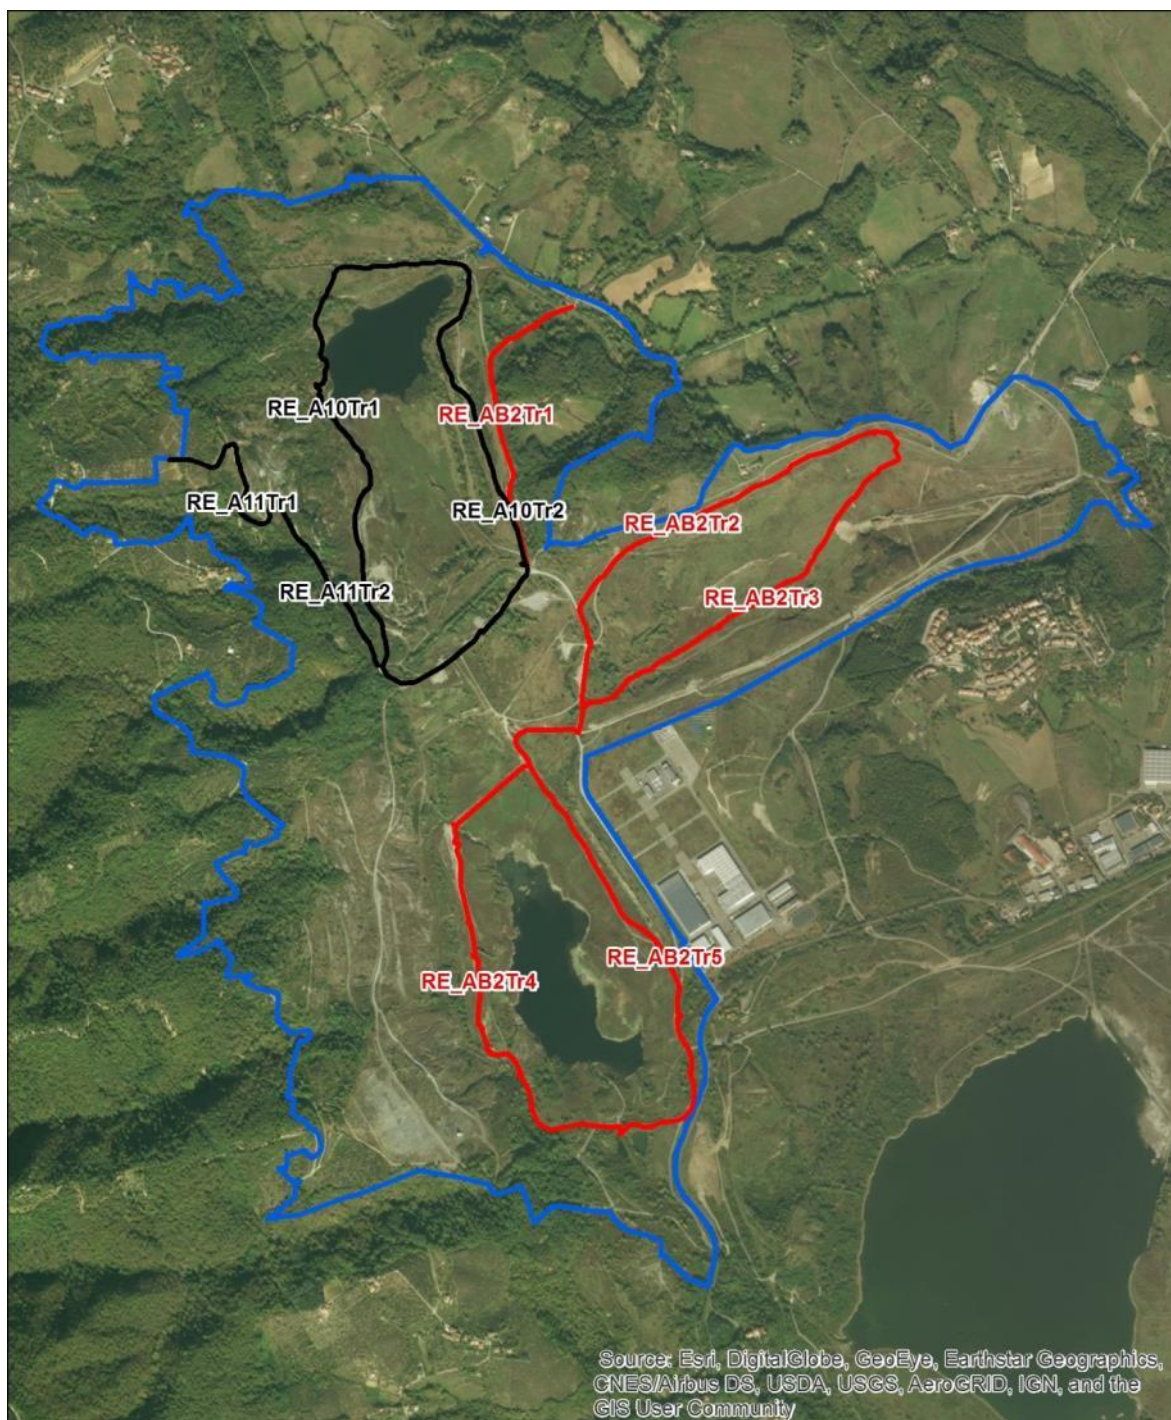 RE_A10Tr1
RE_AB2Tr1
RE_A11Tr1
RE_A10Tr2
RE_AB2Tr2
RE_A11Tr2
RE_AB2Tr3
RE_AB2Tr5
RE_AB2Tr4
Source: Esri, DigitalGlobe, GeoEye, Earthstar Geographics,
CNES/Airbus DS, USDA, USGS, AeroGRID, IGN, and the
GIS User Community